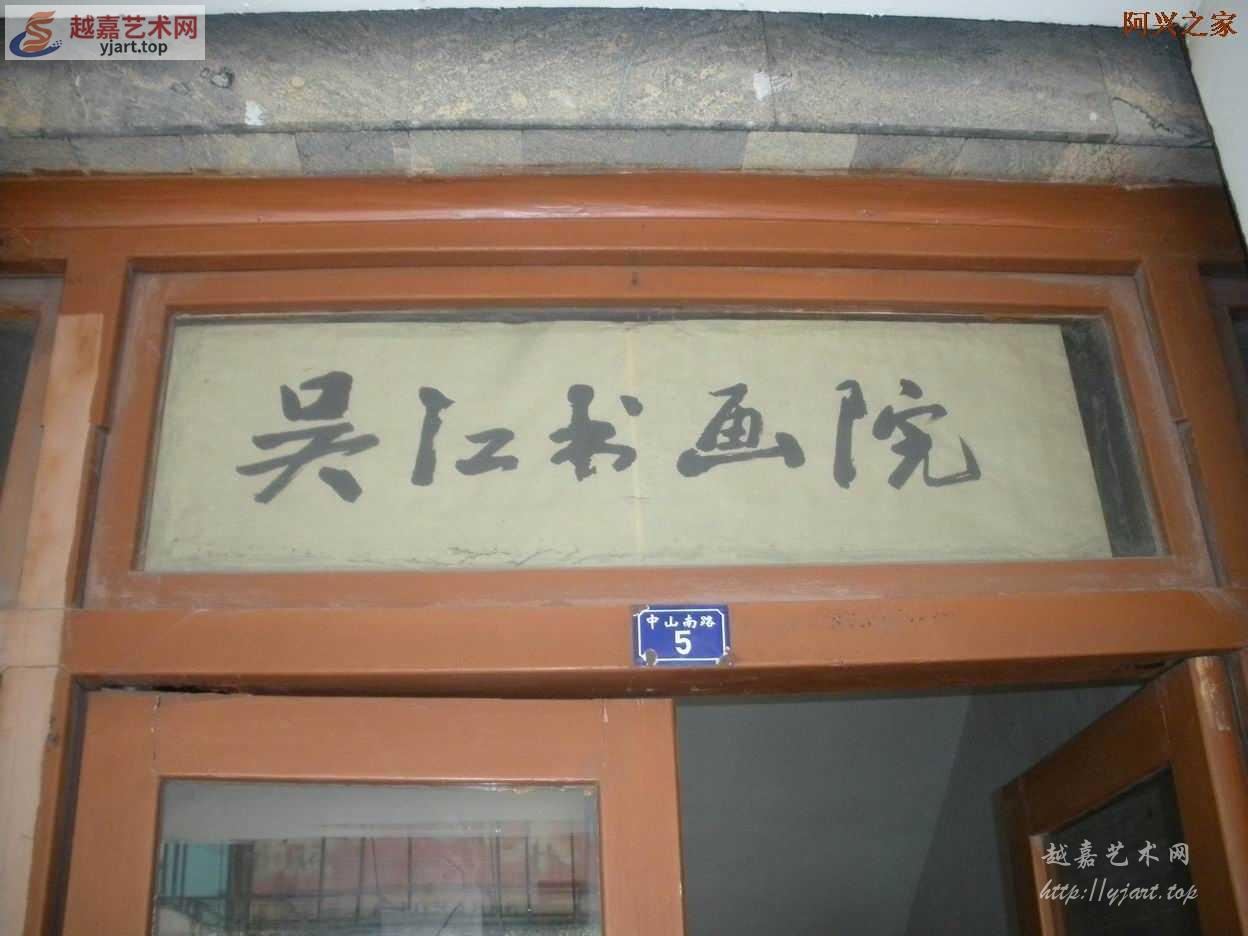 越嘉艺术网
yjart.top
阿兴之家
吴江书画院
中山南路
5
越嘉艺术网
http://yjart.top